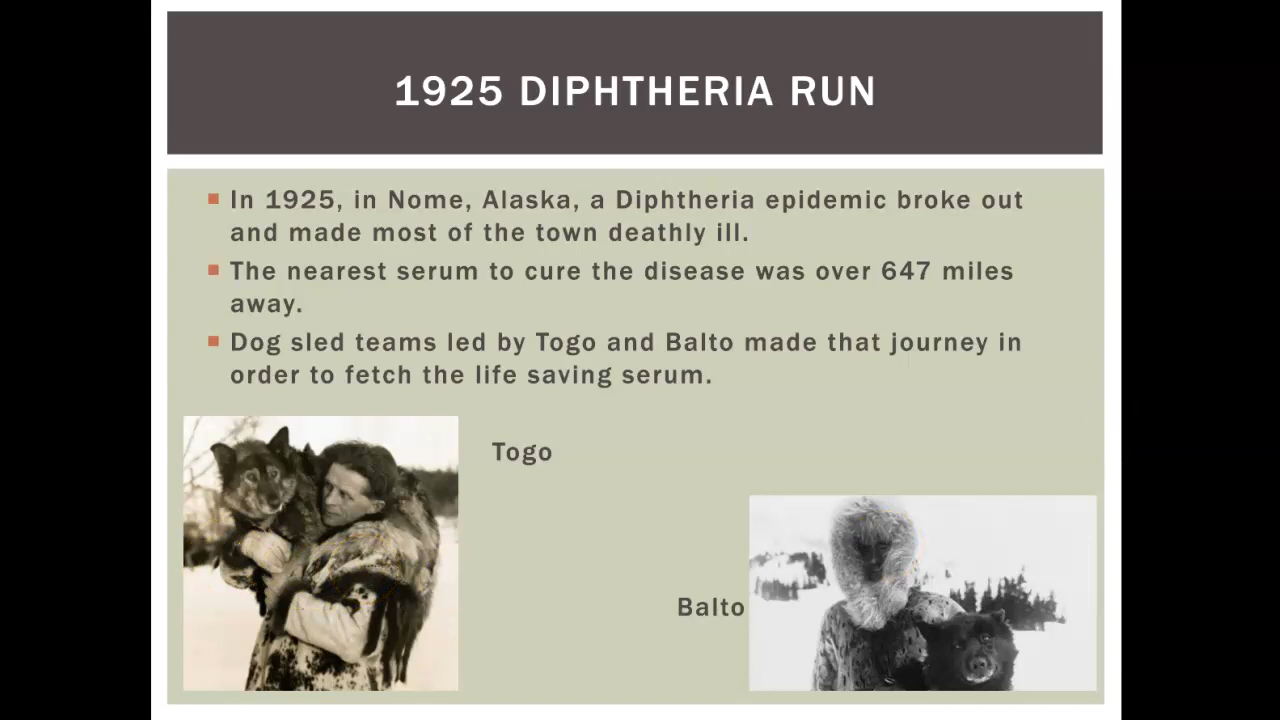 1925 DIPHTHERIA RUN
In 1925, in Nome, Alaska, a Diphtheria epidemic broke out
and made most of the town deathly ill.
The nearest serum to cure the disease was over 647 miles
away.
Dog sled teams led by Togo and Balto made that journey in
order to fetch the life saving serum.
Togo
Balto